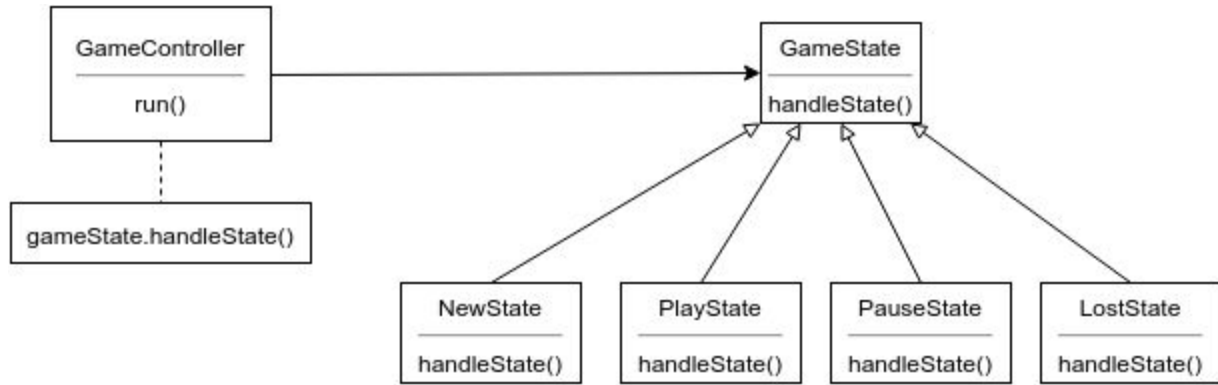 GameController
run()
gameState.handleState()
GameState
handleState()
NewState
handleState()
PlayState
handleState()
PauseState
handleState()
LostState
handleState()